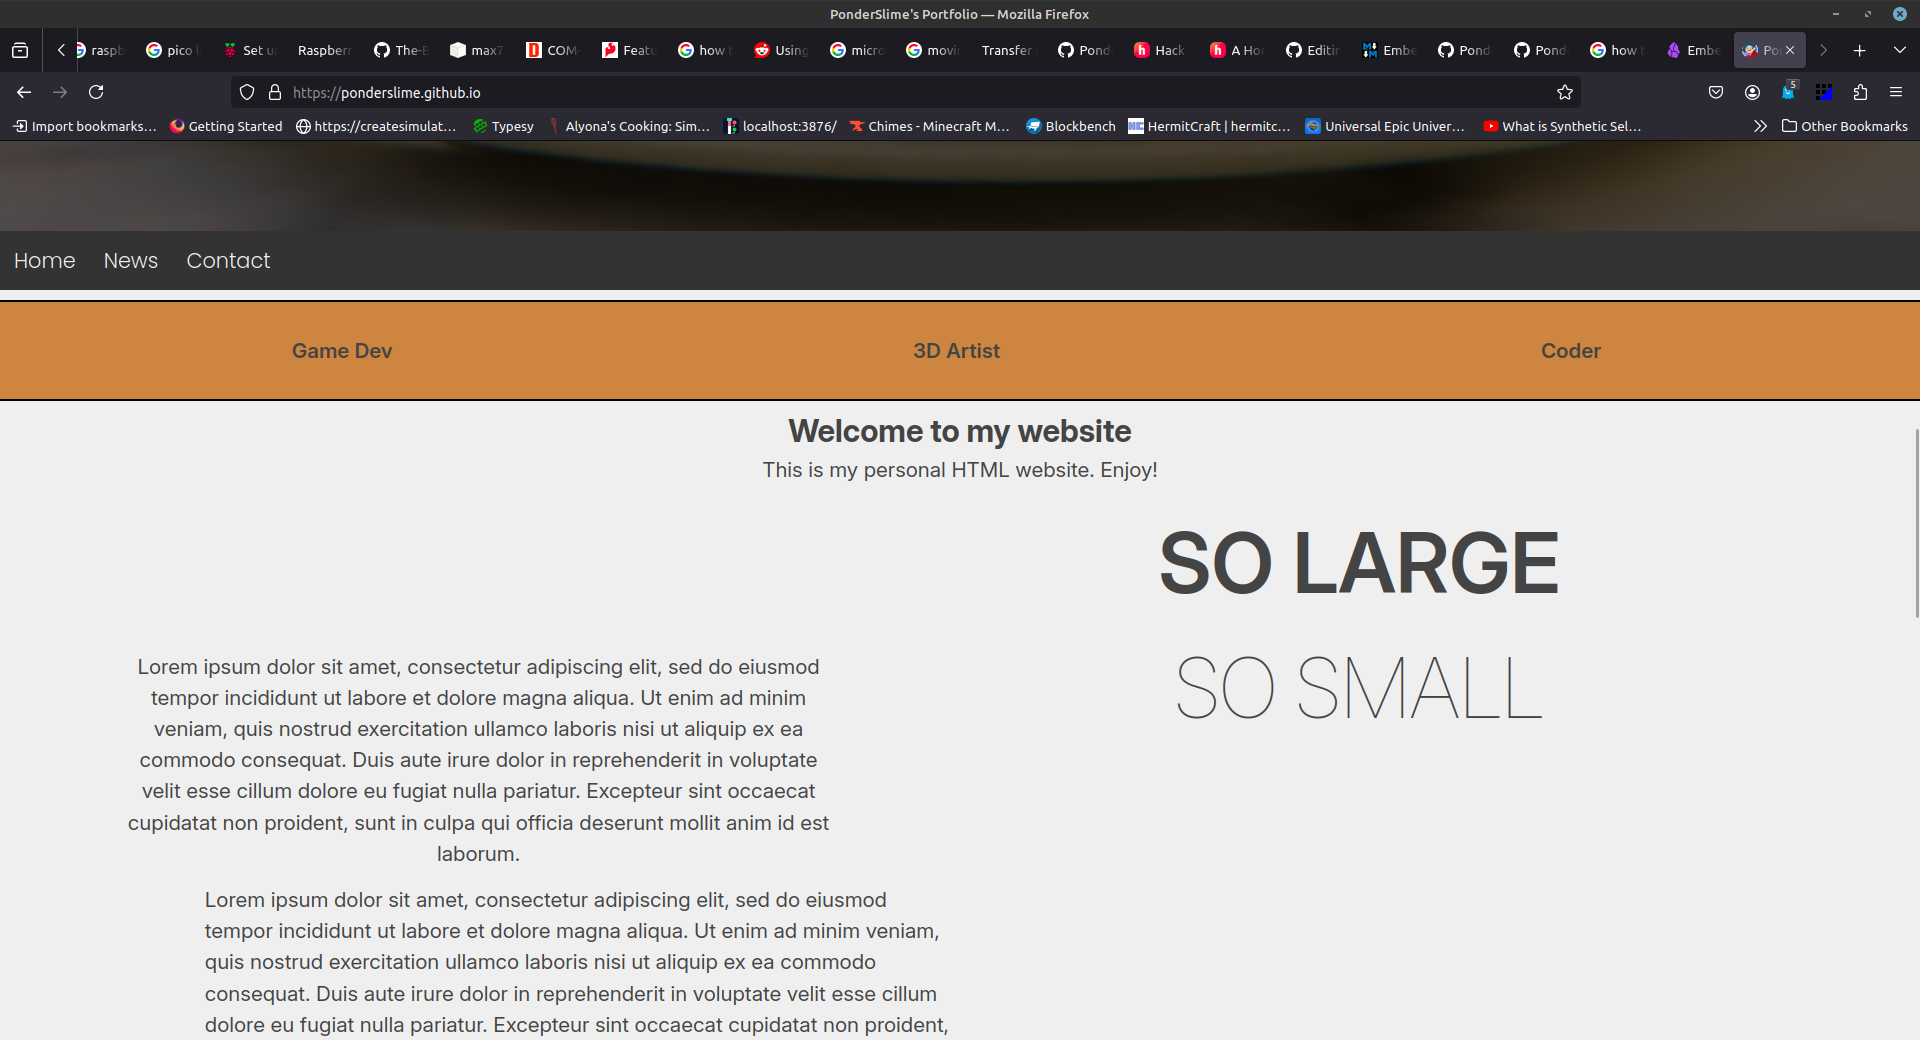 PonderSlime's Portfolio — Mozilla Firefox
raspb pico Set u Raspberr The-E max7 COM- Featu how t Using micro movin Transfer Pond Hack A Ho Editin Embe Pond Pond how t Embe Po
https://ponderslime.github.io
5
Import bookmarks... Getting Started https://createsimulat... Typesy Alyona's Cooking: Sim... localhost:3876/ Chimes - Minecraft M... Blockbench HermitCraft | hermitc... Universal Epic Univer... What is Synthetic Sel... Other Bookmarks
Home News Contact
Game Dev 3D Artist Coder
Welcome to my website
This is my personal HTML website. Enjoy!
SO LARGE
SO SMALL
Lorem ipsum dolor sit amet, consectetur adipiscing elit, sed do eiusmod
tempor incididunt ut labore et dolore magna aliqua. Ut enim ad minim
veniam, quis nostrud exercitation ullamco laboris nisi ut aliquip ex ea
commodo consequat. Duis aute irure dolor in reprehenderit in voluptate
velit esse cillum dolore eu fugiat nulla pariatur. Excepteur sint occaecat
cupidatat non proident, sunt in culpa qui officia deserunt mollit anim id est
laborum.
Lorem ipsum dolor sit amet, consectetur adipiscing elit, sed do eiusmod
tempor incididunt ut labore et dolore magna aliqua. Ut enim ad minim veniam,
quis nostrud exercitation ullamco laboris nisi ut aliquip ex ea commodo
consequat. Duis aute irure dolor in reprehenderit in voluptate velit esse cillum
dolore eu fugiat nulla pariatur. Excepteur sint occaecat cupidatat non proident,